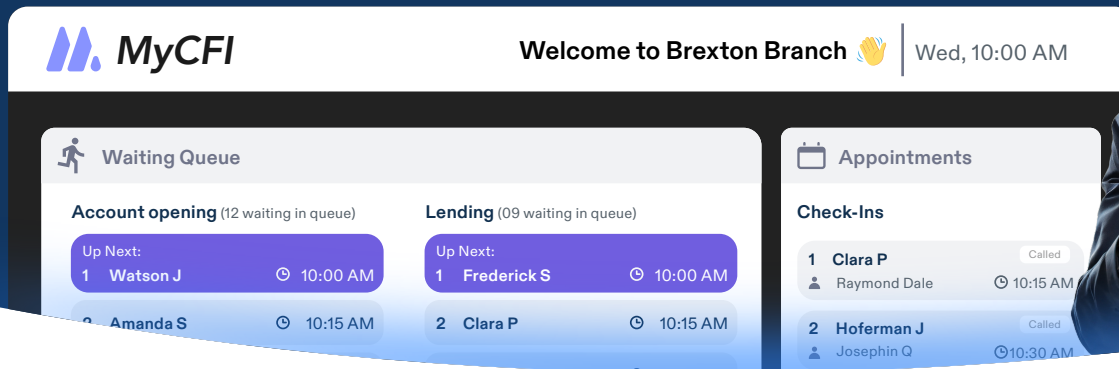 MyCFI
Welcome to Brexton Branch 👋
Wed, 10:00 AM
Waiting Queue
Account opening (12 waiting in queue)
Up Next:
1 Watson J 10:00 AM
2 Amanda S 10:15 AM
Lending (09 waiting in queue)
Up Next:
1 Frederick S 10:00 AM
2 Clara P 10:15 AM
Appointments
Check-Ins
Called
1 Clara P
Raymond Dale 10:15 AM
Called
2 Hoferman J
Josephin Q 10:30 AM